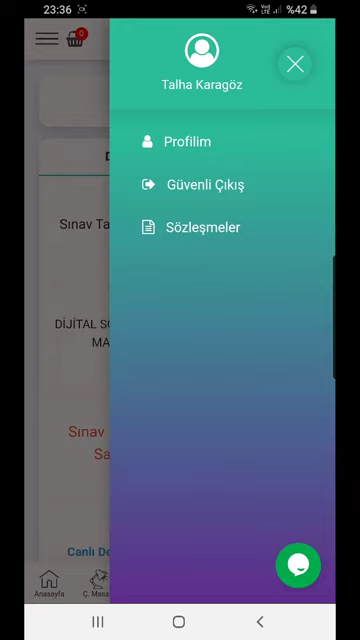 23:36
%42
0
Talha Karagöz
Profilim
Güvenli Çıkış
Sözleşmeler
Sınav Ta
DİJİTAL
MA
Sınav
Sa
Canlı De
Anasayfa
Ç. Masa